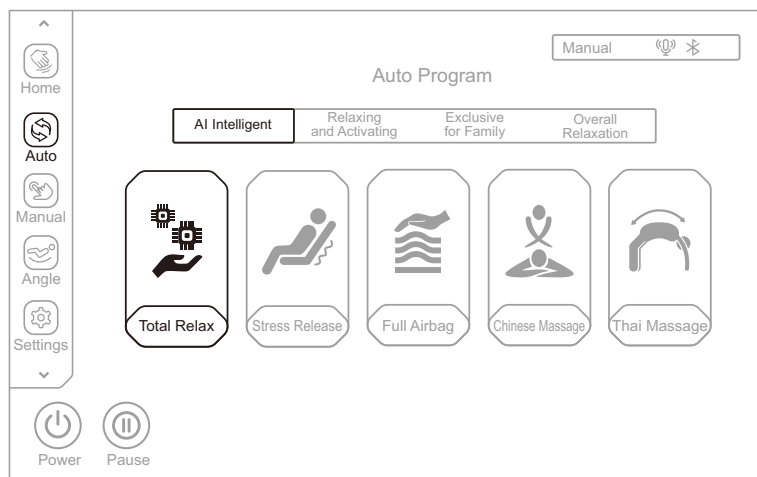 Manual
Auto Program
Home
Auto
Manual
Angle
Settings
AI Intelligent
Relaxing
and Activating
Exclusive
for Family
Overall
Relaxation
Total Relax
Stress Release
Full Airbag
Chinese Massage
Thai Massage
Power
Pause